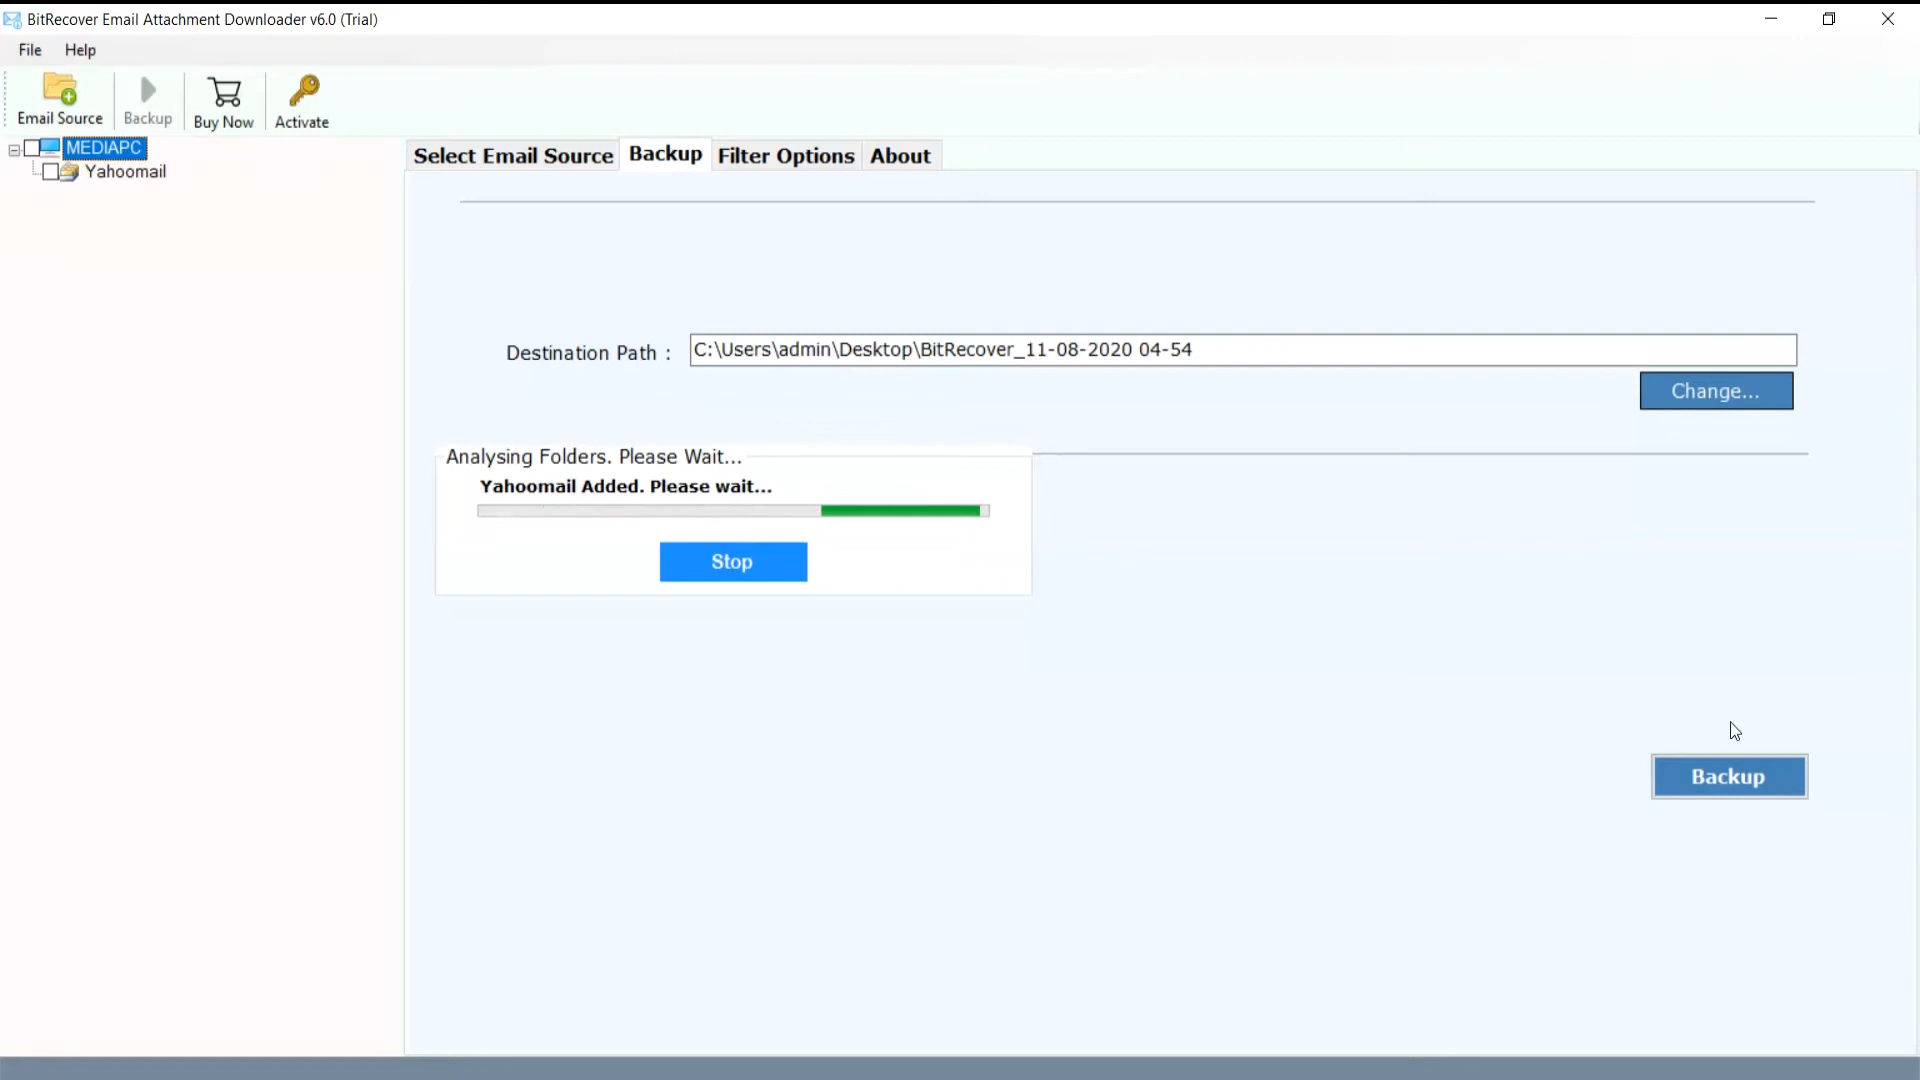 BitRecover Email Attachment Downloader v6.0 (Trial)
File Help
Email Source Backup Buy Now Activate
MEDIAPC
Yahoomail
Select Email Source Backup Filter Options About
Destination Path : C:\Users\admin\Desktop\BitRecover_11-08-2020 04-54
Change...
Analysing Folders. Please Wait...
Yahoomail Added. Please wait...
Stop
Backup